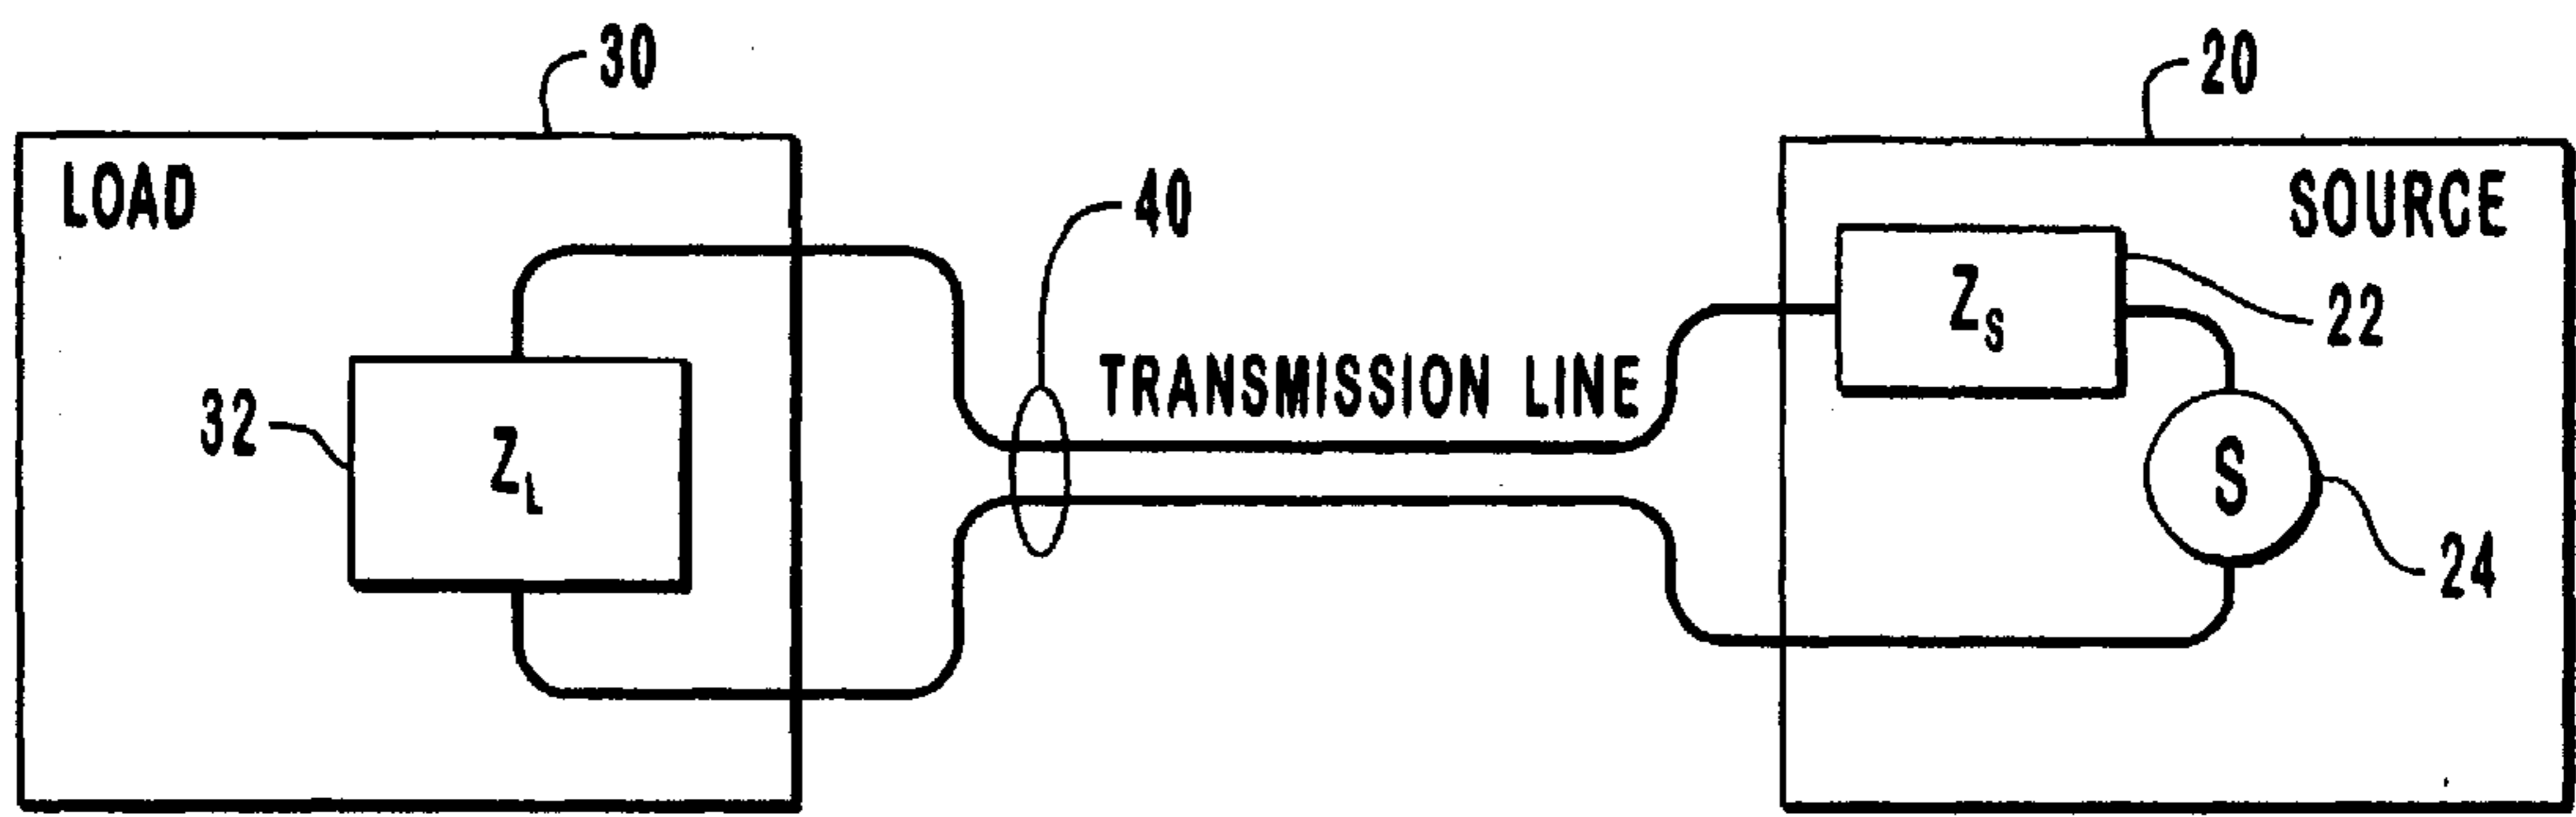 30
20
LOAD
40
SOURCE
Z_S
22
TRANSMISSION LINE
32
Z_L
S
24